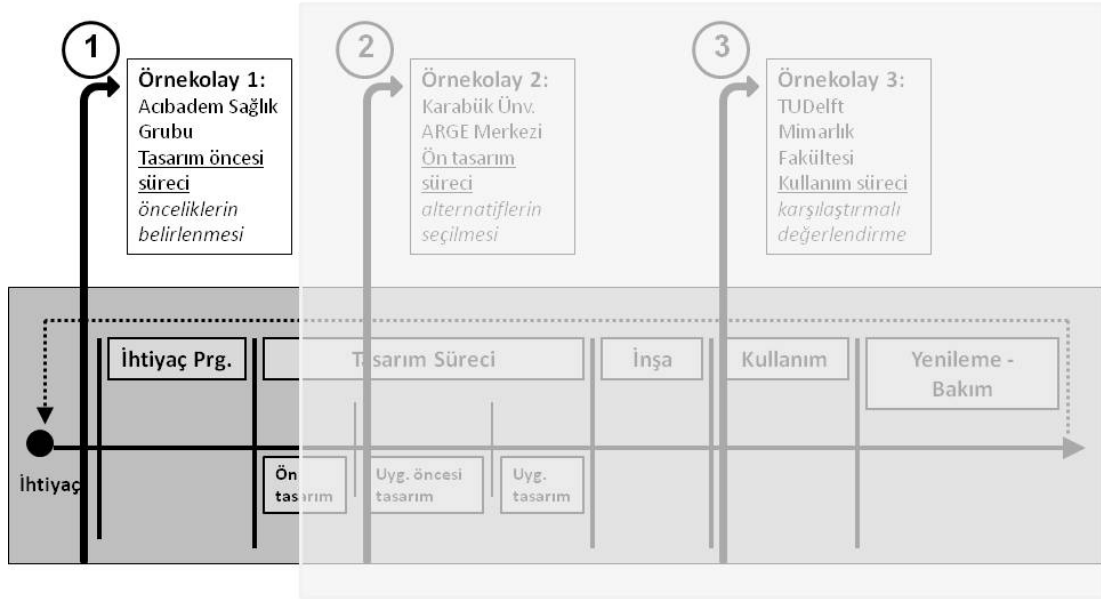 1
Örnekolay 1:
Acıbadem Sağlık
Grubu
Tasarım öncesi
süreci
önceliklerin
belirlenmesi
2
Örnekolay 2:
Karabük Ünv.
ARGE Merkezi
Ön tasarım
süreci
alternatiflerin
seçilmesi
3
Örnekolay 3:
TUDelft
Mimarlık
Fakültesi
Kullanım süreci
karşılaştırmalı
değerlendirme
İhtiyaç Prg.
Tasarım Süreci
İnşa
Kullanım
Yenileme -
Bakım
İhtiyaç
Ön
tasarım
Uyg. öncesi
tasarım
Uyg.
tasarım